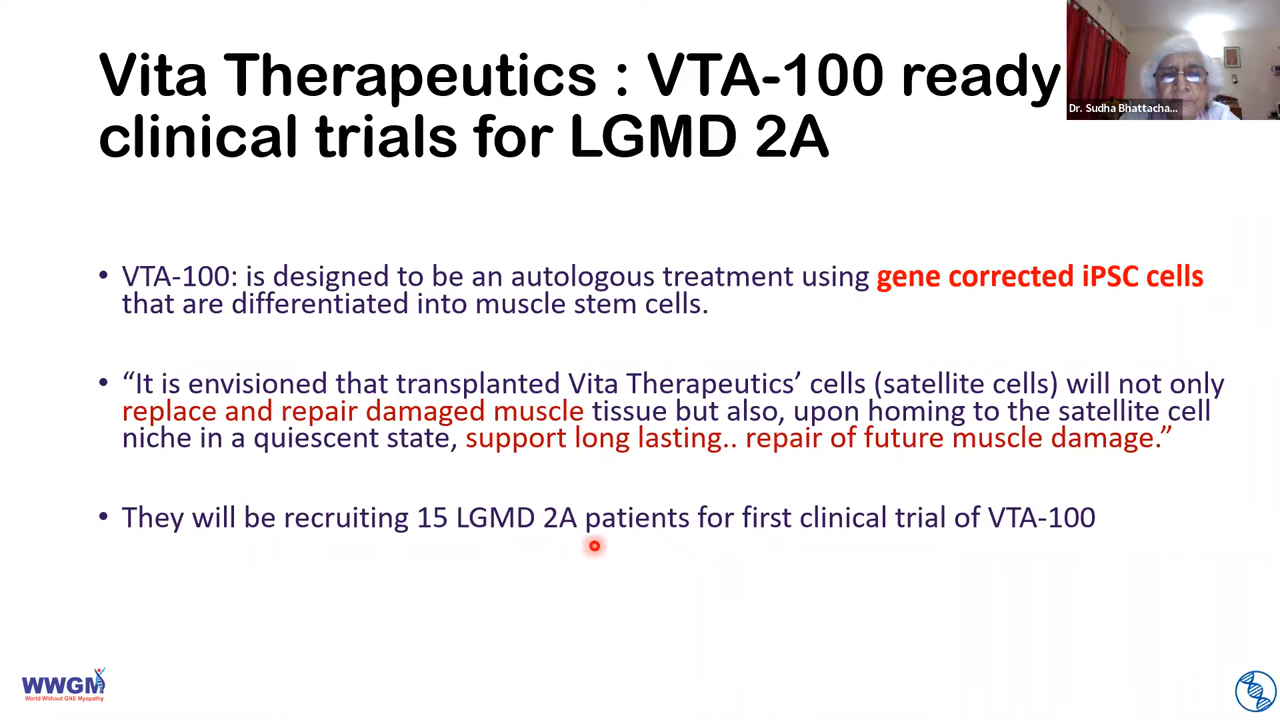 Vita Therapeutics : VTA-100 ready
clinical trials for LGMD 2A
Dr. Sudha Bhattacha...
• VTA-100: is designed to be an autologous treatment using gene corrected iPSC cells
that are differentiated into muscle stem cells.
• “It is envisioned that transplanted Vita Therapeutics’ cells (satellite cells) will not only
replace and repair damaged muscle tissue but also, upon homing to the satellite cell
niche in a quiescent state, support long lasting.. repair of future muscle damage.”
• They will be recruiting 15 LGMD 2A patients for first clinical trial of VTA-100
WWGM
World Without GNE Myopathy